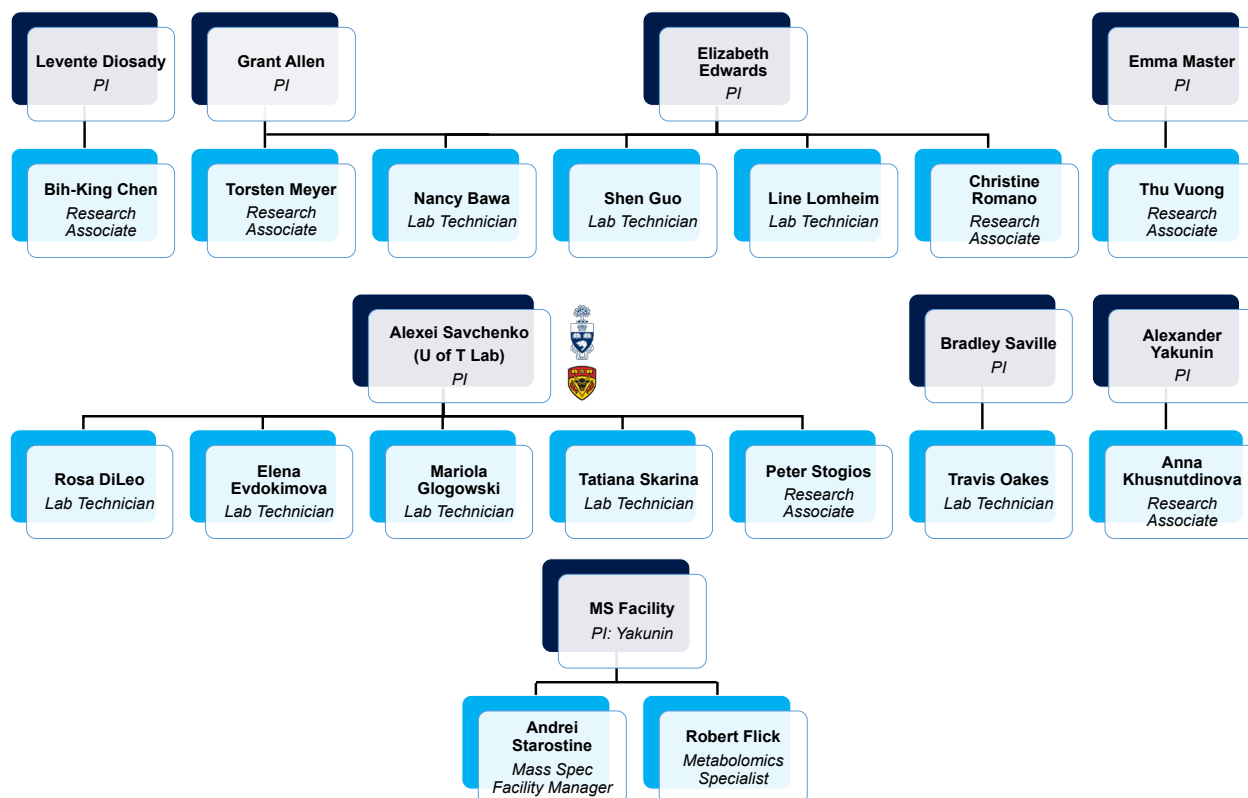 Levente Diosady
PI
Grant Allen
PI
Elizabeth
Edwards
PI
Emma Master
PI
Bih-King Chen
Research
Associate
Torsten Meyer
Research
Associate
Nancy Bawa
Lab Technician
Shen Guo
Lab Technician
Line Lomheim
Lab Technician
Christine
Romano
Research
Associate
Thu Vuong
Research
Associate
Alexei Savchenko
(U of T Lab)
PI
Bradley Saville
PI
Alexander
Yakunin
PI
Rosa DiLeo
Lab Technician
Elena
Evdokimova
Lab Technician
Mariola
Glogowski
Lab Technician
Tatiana Skarina
Lab Technician
Peter Stogios
Research
Associate
Travis Oakes
Lab Technician
Anna
Khusnutdinova
Research
Associate
MS Facility
PI: Yakunin
Andrei
Starostine
Mass Spec
Facility Manager
Robert Flick
Metabolomics
Specialist